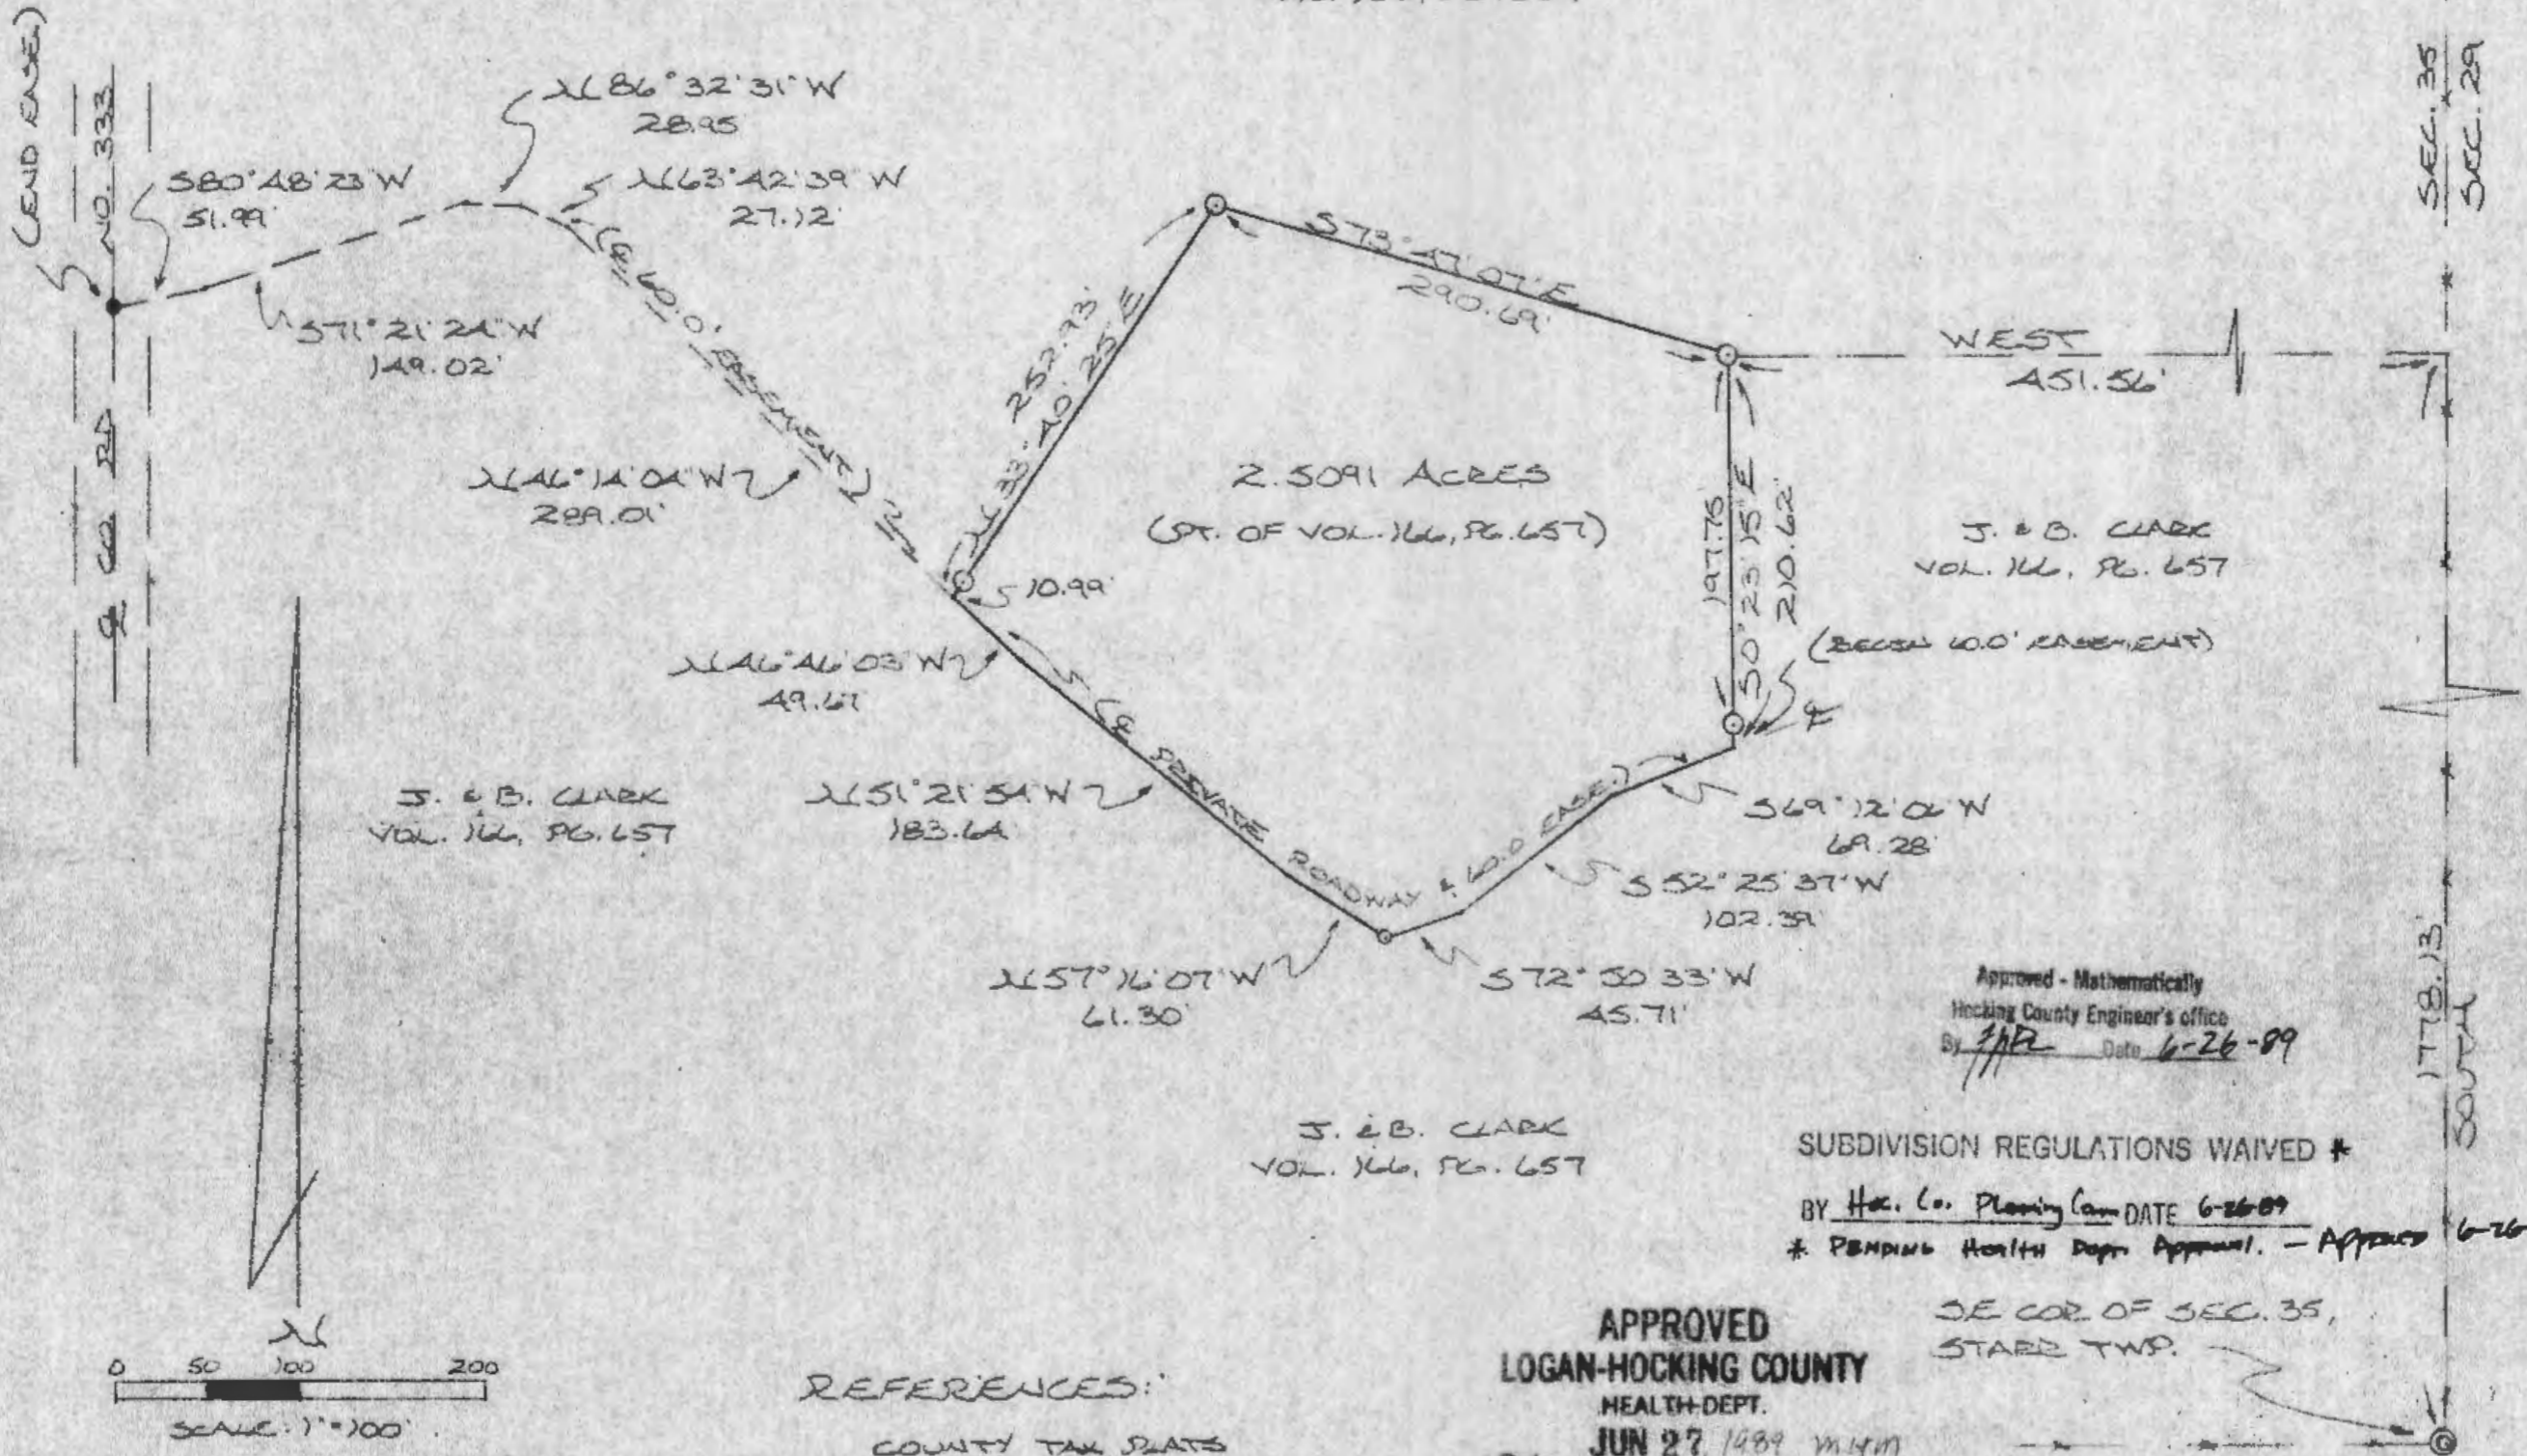 (END EASE.)
NO. 333
℄ CO RD
S80°48'23"W
51.99'
N86°32'31"W
28.95
N63°42'39"W
27.12'
S71°21'24"W
149.02'
(℄ 60.0' EASEMENT)
N46°14'04"W
289.01'
N33°40'25"E
252.93'
S73°47'07"E
290.69'
WEST
451.56'
SEC. 35
SEC. 29
2.5091 ACRES
(PT. OF VOL. 166, PG. 657)
197.75
S0°23'15"E
210.62'
J. & B. CLARK
VOL. 166, PG. 657
(BEGIN 60.0' EASEMENT)
℄
10.99'
N46°46'03"W
49.67
(℄ PRIVATE ROADWAY & 60.0 EASE.)
J. & B. CLARK
VOL. 166, PG. 657
N51°21'54"W
183.64
S69°12'06"W
69.28'
S52°25'37"W
102.39'
N57°16'07"W
61.30'
S72°50'33"W
45.71'
1778.13'
SOUTH
Approved - Mathematically
Hocking County Engineer's office
By Date 6-26-89
J. & B. CLARK
VOL. 166, PG. 657
SUBDIVISION REGULATIONS WAIVED *
BY Hoc. Co. Planning Com DATE 6-26-89
* PENDING Health Dept. Approval. - Approved 6-26
N
0 50 100 200
SCALE: 1"=100'
REFERENCES:
COUNTY TAX PLATS
APPROVED
LOGAN-HOCKING COUNTY
HEALTH DEPT.
JUN 27 1989
SE COR OF SEC. 35,
STARR TWP.